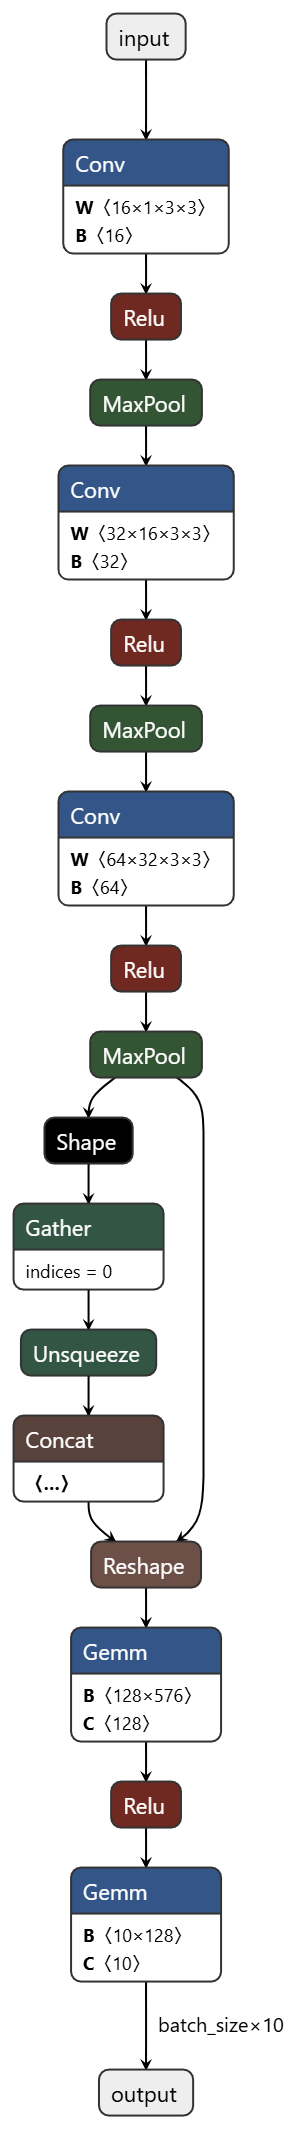 input
Conv
W 〈16×1×3×3〉
B 〈16〉
Relu
MaxPool
Conv
W 〈32×16×3×3〉
B 〈32〉
Relu
MaxPool
Conv
W 〈64×32×3×3〉
B 〈64〉
Relu
MaxPool
Shape
Gather
indices = 0
Unsqueeze
Concat
〈...〉
Reshape
Gemm
B 〈128×576〉
C 〈128〉
Relu
Gemm
B 〈10×128〉
C 〈10〉
batch_size×10
output